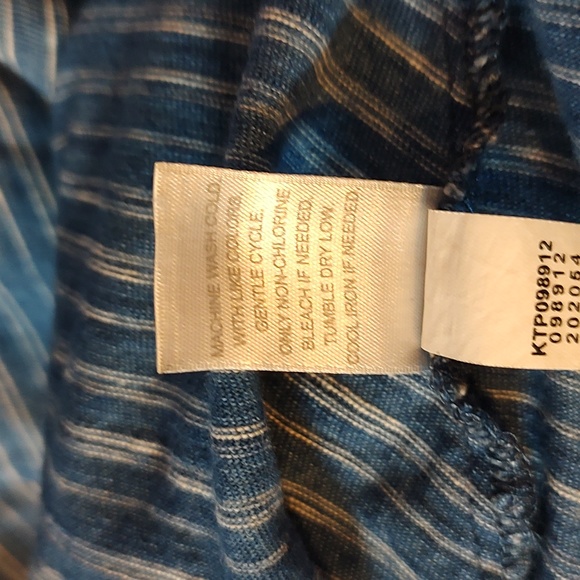 MACHINE WASH COLD,
WITH LIKE COLORS,
GENTLE CYCLE.
ONLY NON-CHLORINE
BLEACH IF NEEDED.
TUMBLE DRY LOW.
COOL IRON IF NEEDED.
KTP098912
098912
202054